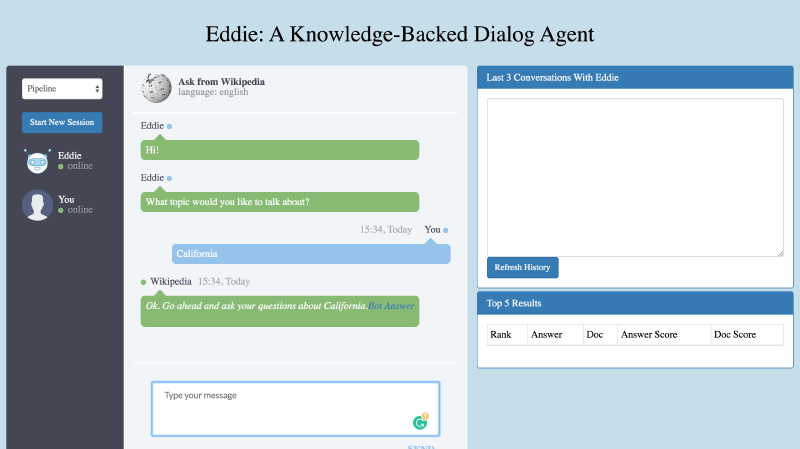 Eddie: A Knowledge-Backed Dialog Agent
Pipeline
Start New Session
Eddie
online
You
online
Ask from Wikipedia
language: english
Eddie
Hi!
Eddie
What topic would you like to talk about?
15:34, Today You
California
Wikipedia 15:34, Today
Ok. Go ahead and ask your questions about California. Bot Answer
Type your message
SEND
Last 3 Conversations With Eddie
Refresh History
Top 5 Results
Rank Answer Doc Answer Score Doc Score